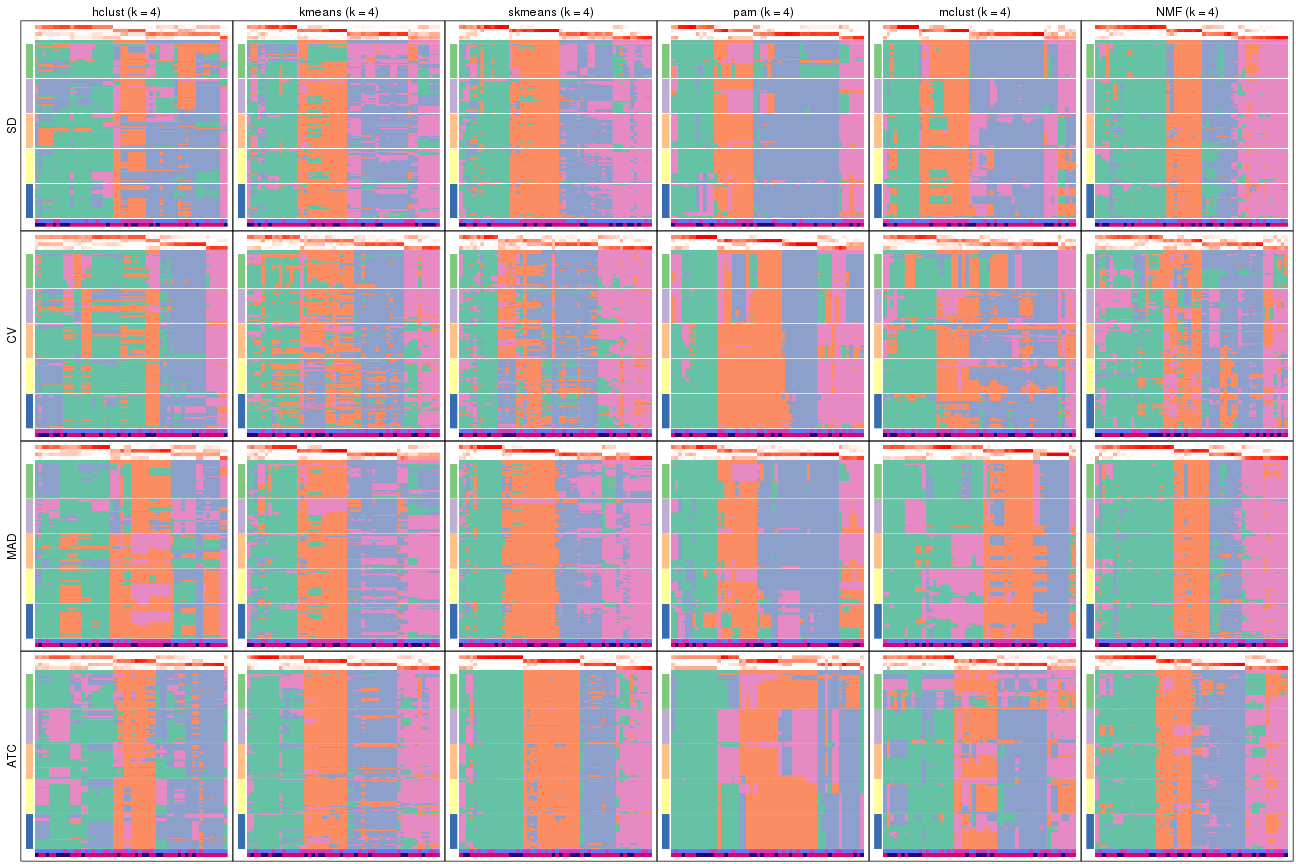 hclust (k = 4)
kmeans (k = 4)
skmeans (k = 4)
pam (k = 4)
mclust (k = 4)
NMF (k = 4)
SD
CV
MAD
ATC